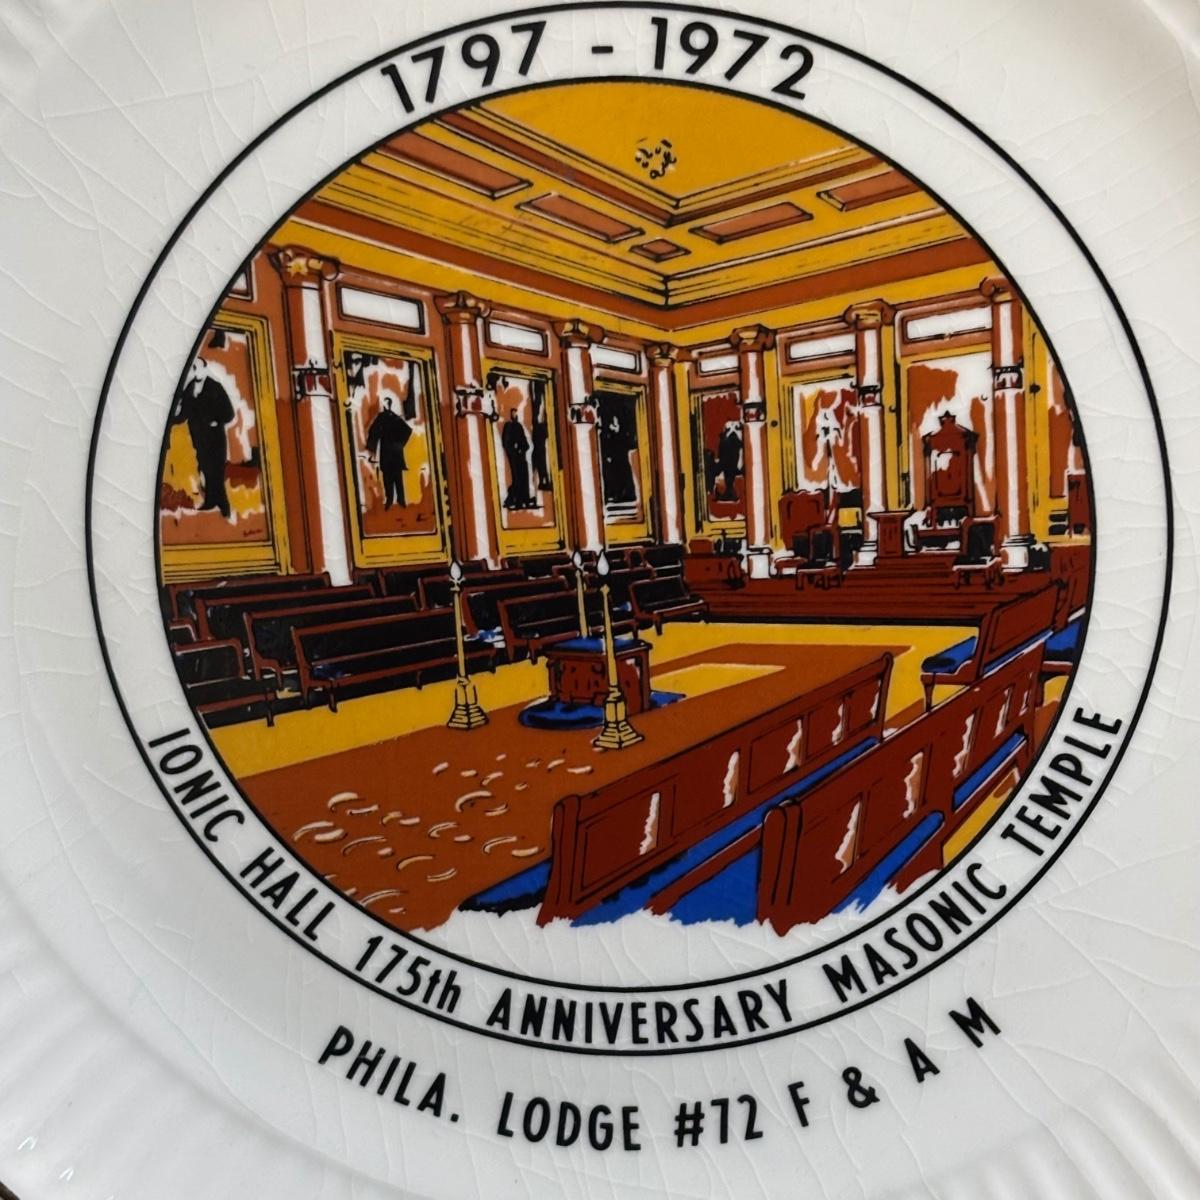 1797 - 1972
IONIC HALL 175th ANNIVERSARY MASONIC TEMPLE
PHILA. LODGE #72 F & A M